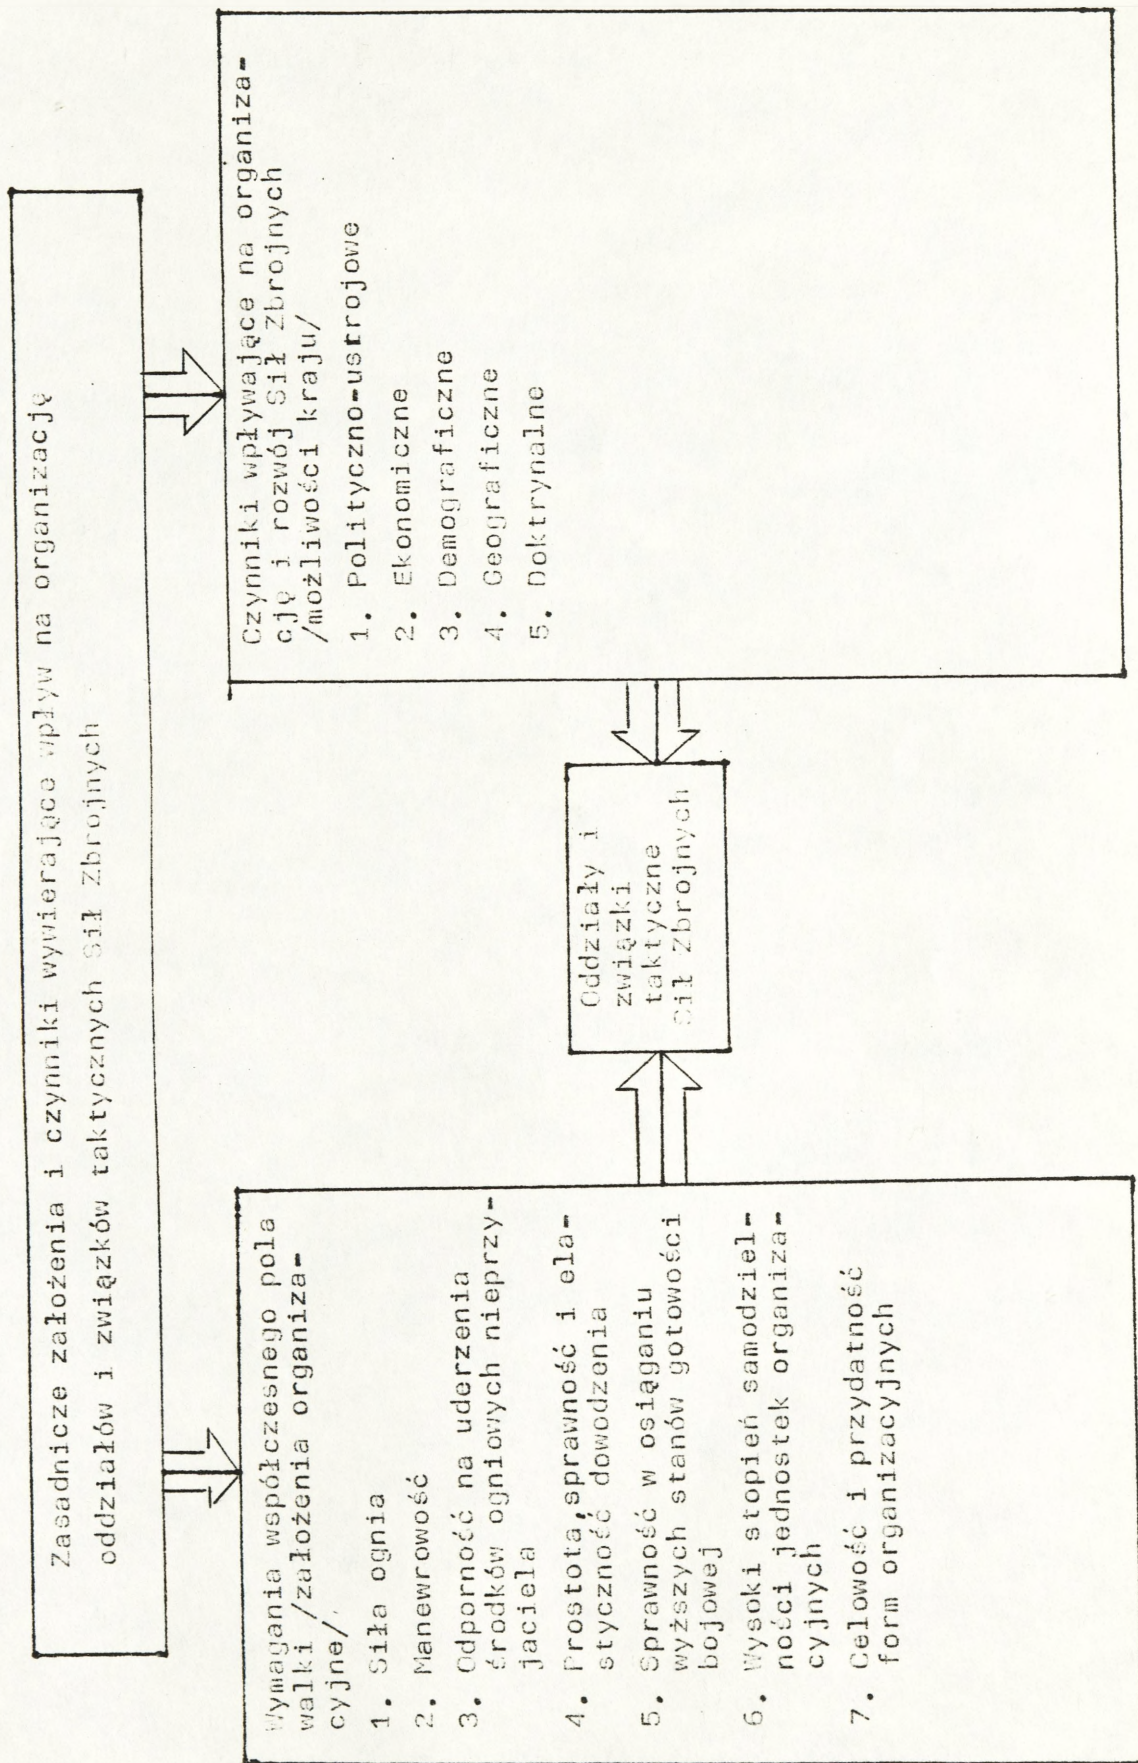 Zasadnicze założenia i czynniki wywierające wpływ na organizację
oddziałów i związków taktycznych Sił Zbrojnych
Wymagania współczesnego pola
walki /założenia organiza-
cyjne/
1. Siła ognia
2. Manewrowość
3. Odporność na uderzenia
środków ogniowych nieprzy-
jaciela
4. Prostota,sprawność i ela-
styczność dowodzenia
5. Sprawność w osiąganiu
wyższych stanów gotowości
bojowej
6. Wysoki stopień samodziel-
ności jednostek organiza-
cyjnych
7. Celowość i przydatność
form organizacyjnych
Oddziały i
związki
taktyczne
Sił Zbrojnych
Czynniki wpływające na organiza-
cję i rozwój Sił Zbrojnych
/możliwości kraju/
1. Polityczno-ustrojowe
2. Ekonomiczne
3. Demograficzne
4. Geograficzne
5. Doktrynalne